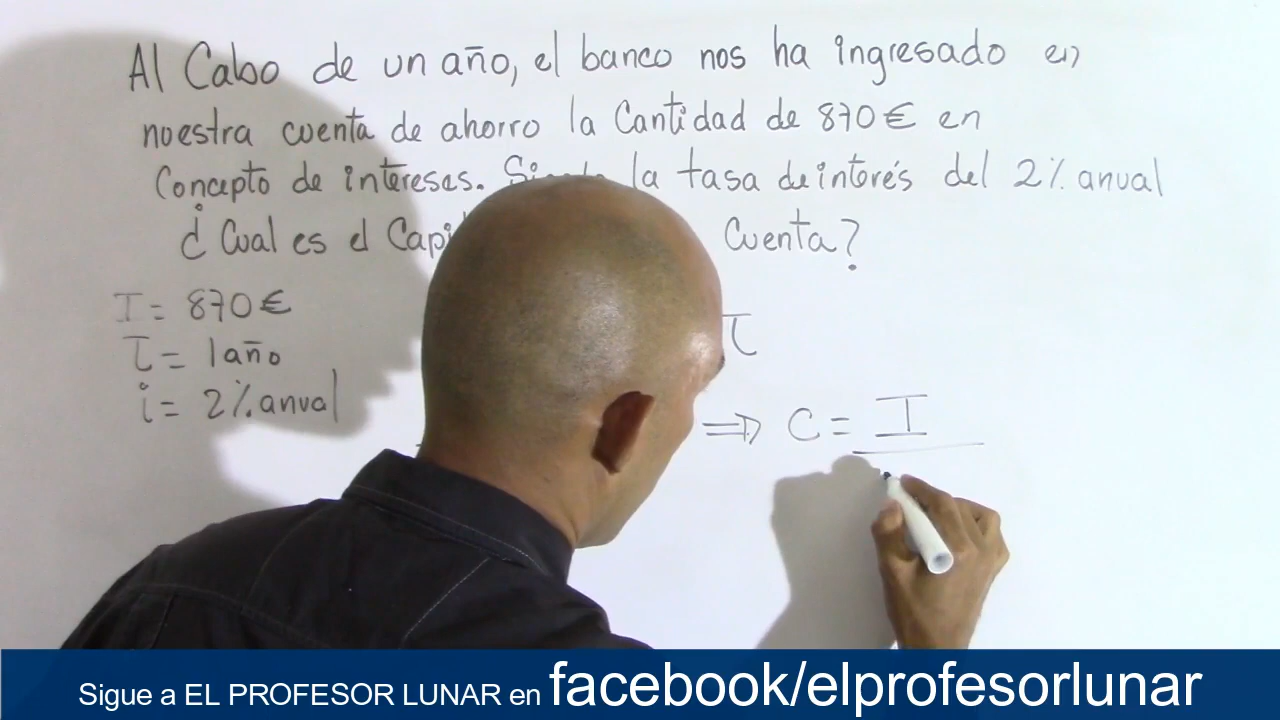 Al Cabo de un año, el banco nos ha ingresado en
nuestra cuenta de ahorro la Cantidad de 870€ en
Concepto de intereses. la tasa de interés del 2% anual
¿Cual es el Cuenta?
I = 870€
τ = 1año
i = 2% anual
τ
⇒ C = I
Sigue a EL PROFESOR LUNAR en facebook/elprofesorlunar